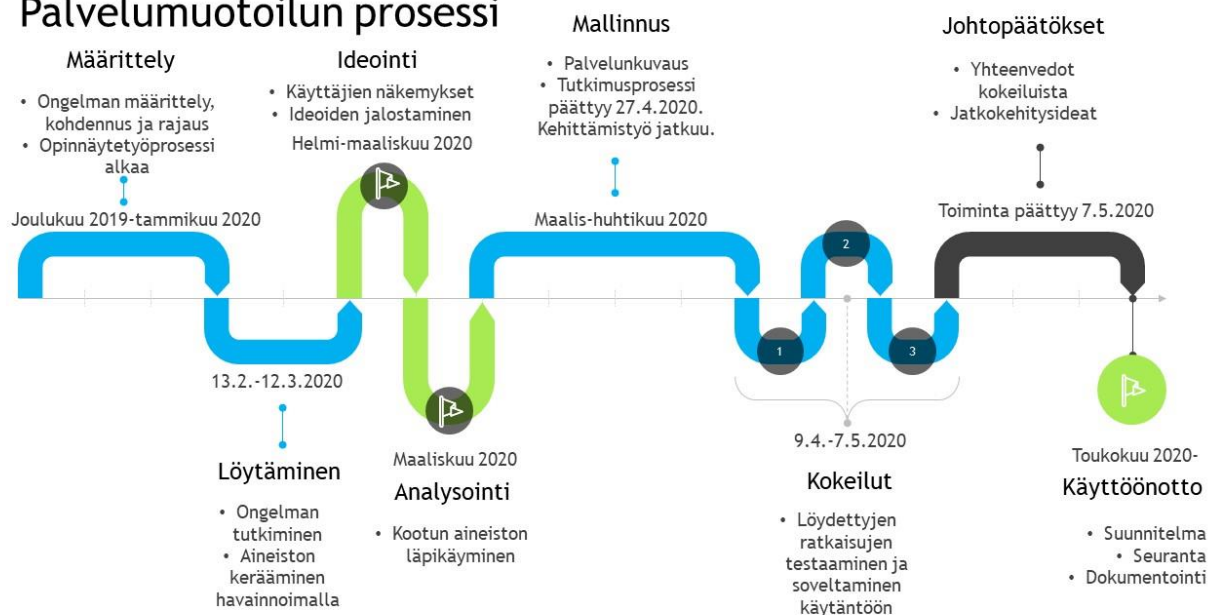 Palvelumuotoilun prosessi
Määrittely
• Ongelman määrittely,
kohdennus ja rajaus
• Opinnäytetyöprosessi
alkaa
Joulukuu 2019-tammikuu 2020
13.2.-12.3.2020
Löytäminen
• Ongelman
tutkiminen
• Aineiston
kerääminen
havainnoimalla
Ideointi
• Käyttäjien näkemykset
• Ideoiden jalostaminen
Helmi-maaliskuu 2020
Maaliskuu 2020
Analysointi
• Kootun aineiston
läpikäyminen
Mallinnus
• Palvelunkuvaus
• Tutkimusprosessi
päättyy 27.4.2020.
Kehittämistyö jatkuu.
Maalis-huhtikuu 2020
1
2
3
9.4.-7.5.2020
Kokeilut
• Löydettyjen
ratkaisujen
testaaminen ja
soveltaminen
käytäntöön
Johtopäätökset
• Yhteenvedot
kokeiluista
• Jatkokehitysideat
Toiminta päättyy 7.5.2020
Toukokuu 2020-
Käyttöönotto
• Suunnitelma
• Seuranta
• Dokumentointi